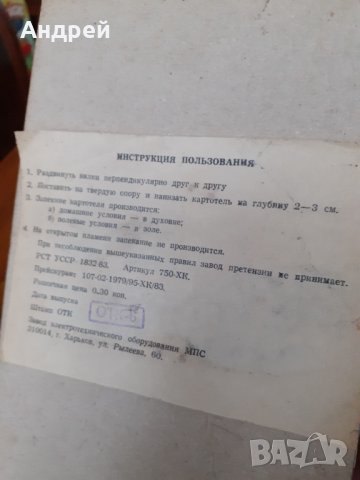 Андрей
ИНСТРУКЦИЯ ПОЛЬЗОВАНИЯ
1. Раздвинуть вилки перпендикулярно друг к другу
2. Поставить на твердую опору и нанизать картофель на глубину 2—3 см.
3. Запекание картофеля производится:
а) домашние условия — в духовке;
б) полевые условия — в золе.
4. На открытом пламени запекание не производится.
При несоблюдении вышеуказанных правил завод претензии не принимает.
РСТ УССР 1832-83. Артикул 750-ХК.
Прейскурант: 107-02-1979/95-ХК/83.
Розничная цена 0.30 коп.
Дата выпуска
Штамп ОТК
Завод электротехнического оборудования МПС
310014, г. Харьков, ул. Рылеева, 60.
BAZAR